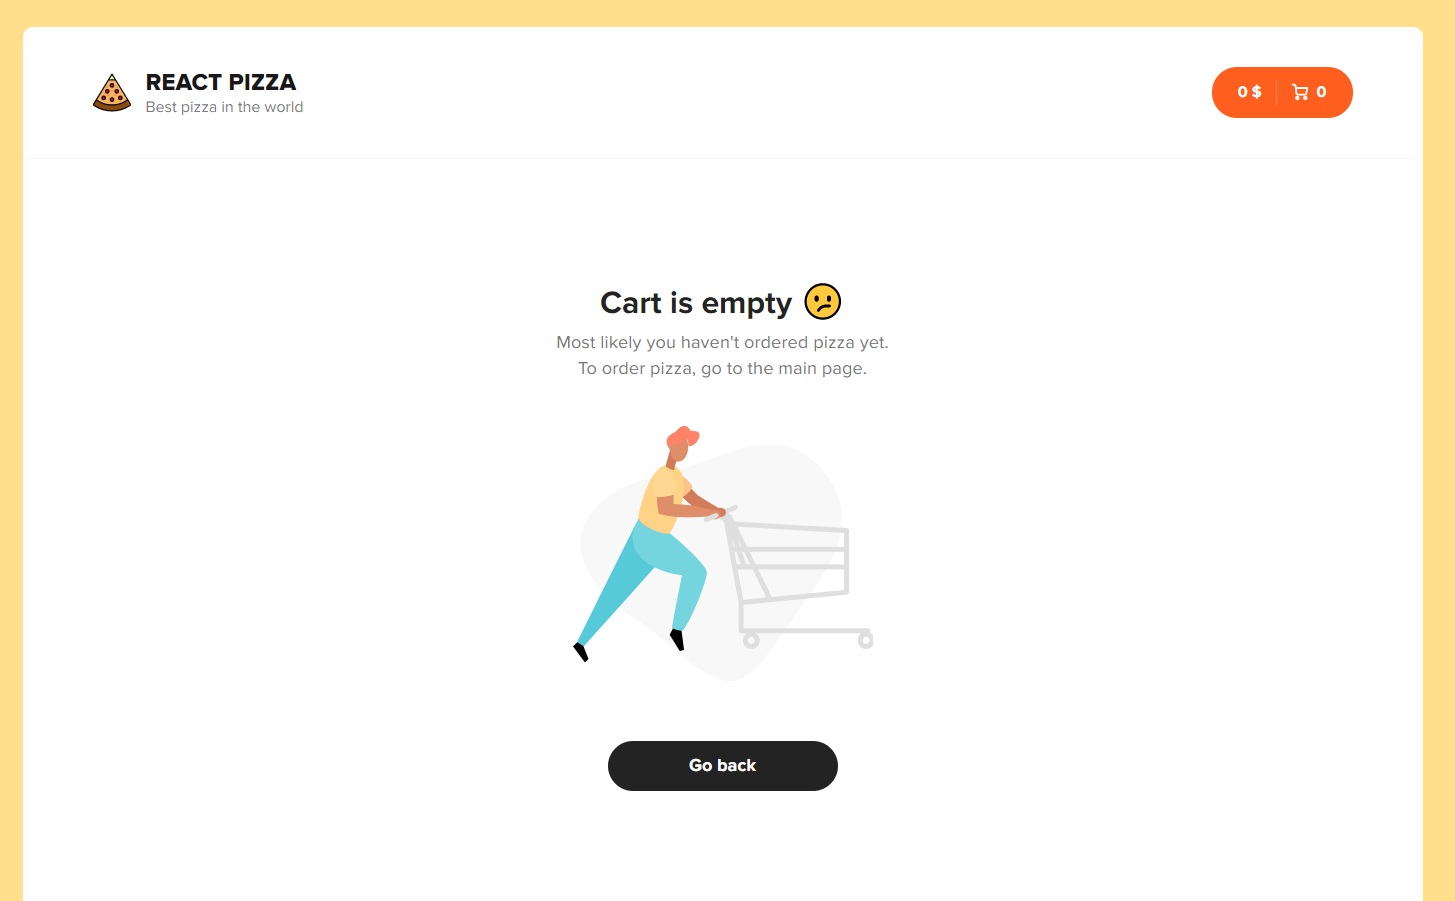 REACT PIZZA
Best pizza in the world
0 $
0
Cart is empty
Most likely you haven't ordered pizza yet.
To order pizza, go to the main page.
Go back